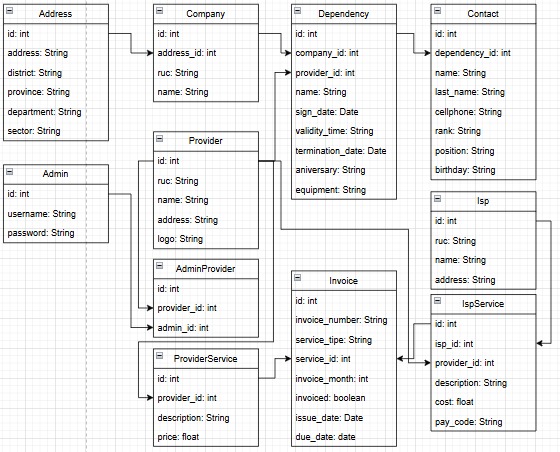 Address
id: int
address: String
district: String
province: String
department: String
sector: String
Company
id: int
address_id: int
ruc: String
name: String
Dependency
id: int
company_id: int
provider_id: int
name: String
sign_date: Date
validity_time: String
termination_date: Date
aniversary: String
equipment: String
Contact
id: int
dependency_id: int
name: String
last_name: String
cellphone: String
rank: String
position: String
birthday: String
Admin
id: int
username: String
password: String
Provider
id: int
ruc: String
name: String
address: String
logo: String
Isp
id: int
ruc: String
name: String
address: String
AdminProvider
id: int
provider_id: int
admin_id: int
Invoice
id: int
invoice_number: String
service_tipe: String
service_id: int
invoice_month: int
invoiced: boolean
issue_date: Date
due_date: date
IspService
id: int
isp_id: int
provider_id: int
description: String
cost: float
pay_code: String
ProviderService
id: int
provider_id: int
description: String
price: float